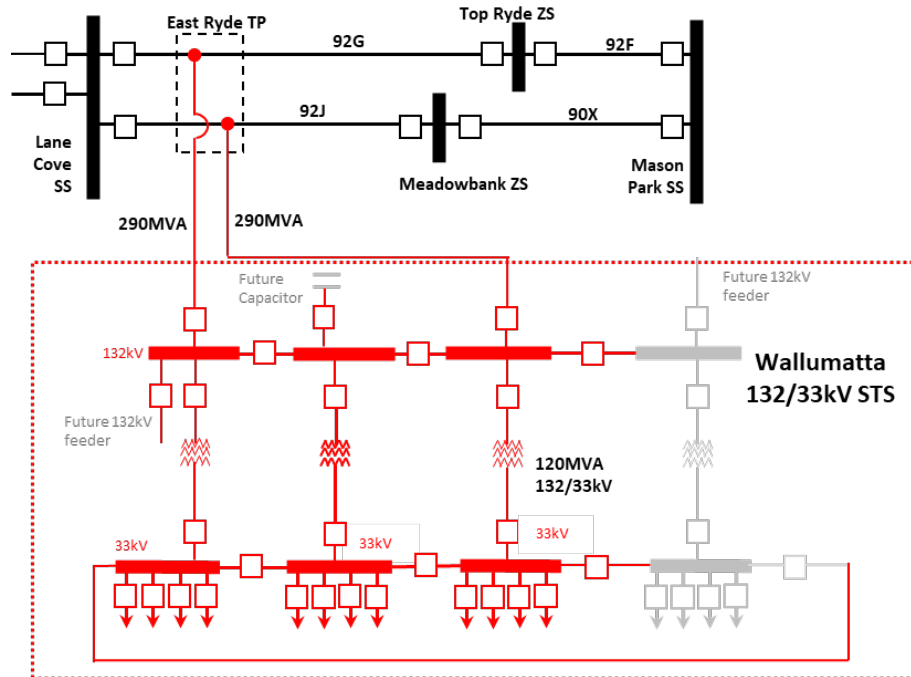 Top Ryde ZS
East Ryde TP
92G
92F
92J
90X
Lane
Cove
SS
Meadowbank ZS
Mason
Park SS
290MVA
290MVA
Future
Capacitor
Future 132kV
feeder
132kV
Wallumatta
132/33kV STS
Future 132kV
feeder
120MVA
132/33kV
33kV
33kV
33kV